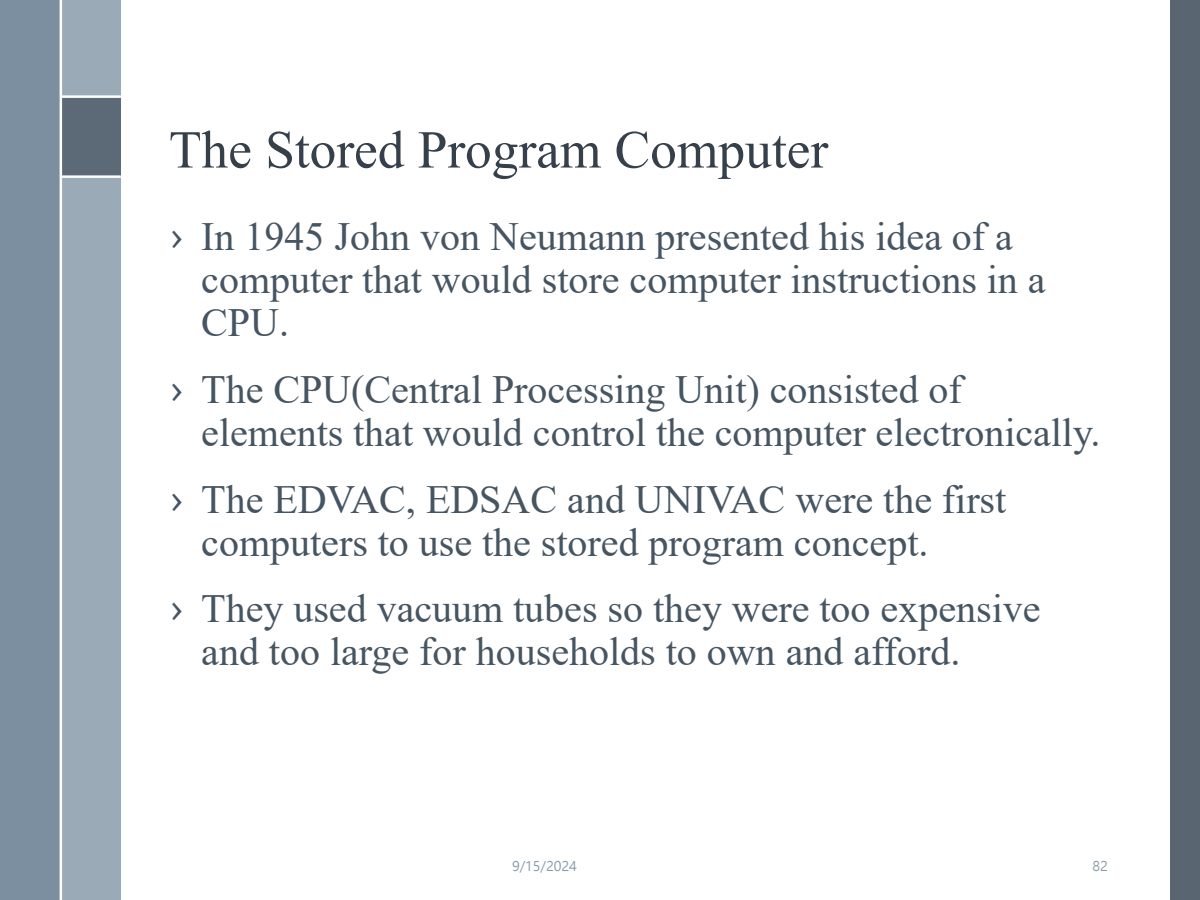 The Stored Program Computer
› In 1945 John von Neumann presented his idea of a
computer that would store computer instructions in a
CPU.
› The CPU(Central Processing Unit) consisted of
elements that would control the computer electronically.
› The EDVAC, EDSAC and UNIVAC were the first
computers to use the stored program concept.
› They used vacuum tubes so they were too expensive
and too large for households to own and afford.
9/15/2024
82